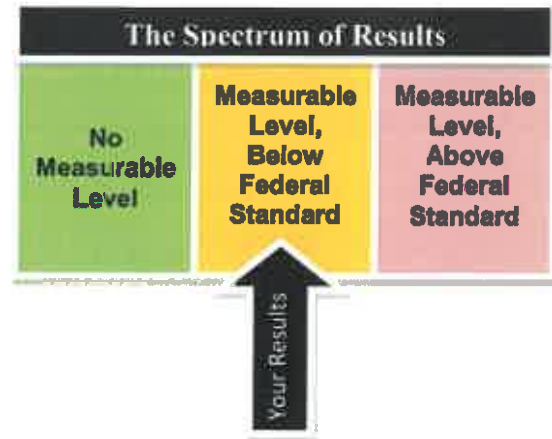 The Spectrum of Results
No
Measurable
Level
Measurable
Level,
Below
Federal
Standard
Measurable
Level,
Above
Federal
Standard
Your Results